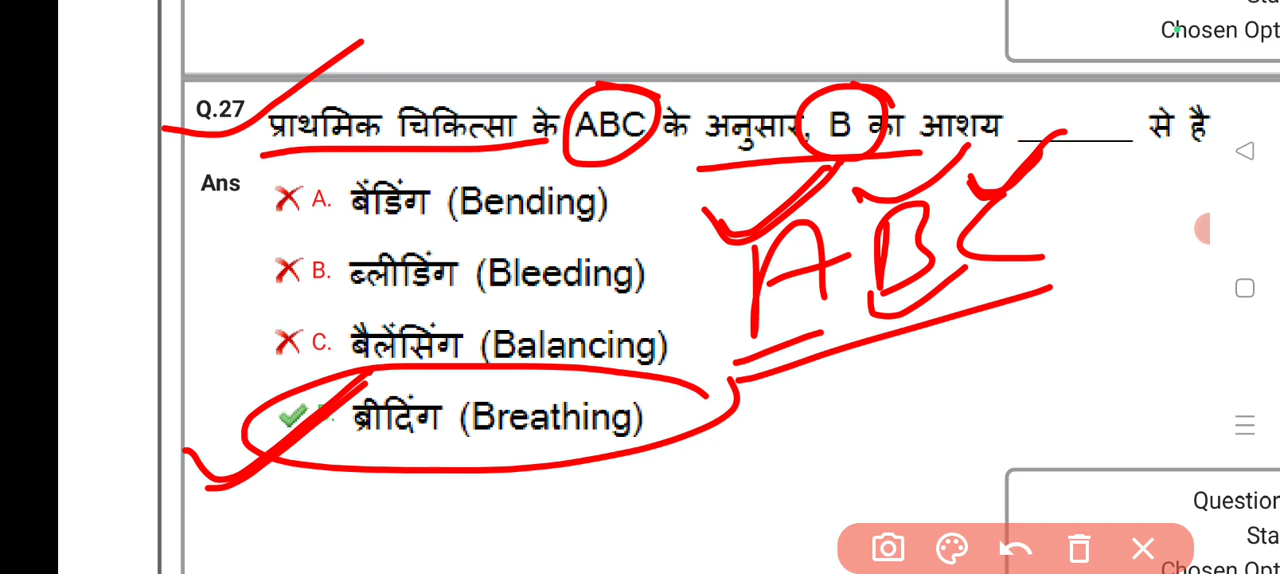 Chosen Opt
Q.27 प्राथमिक चिकित्सा के ABC के अनुसार, B का आशय ______ से है
Ans
A. बेंडिंग (Bending)
B. ब्लीडिंग (Bleeding)
C. बैलेंसिंग (Balancing)
ब्रीदिंग (Breathing)
ABC
Question
Sta
Chosen Opt